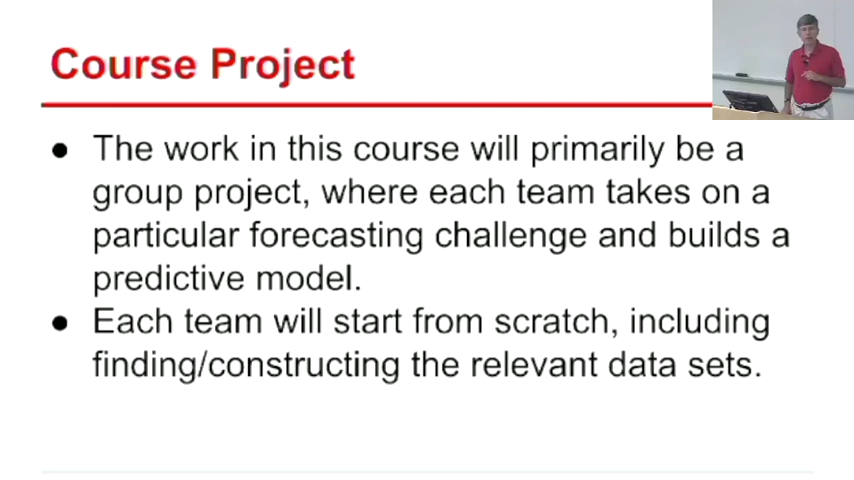 Course Project
● The work in this course will primarily be a
group project, where each team takes on a
particular forecasting challenge and builds a
predictive model.
● Each team will start from scratch, including
finding/constructing the relevant data sets.